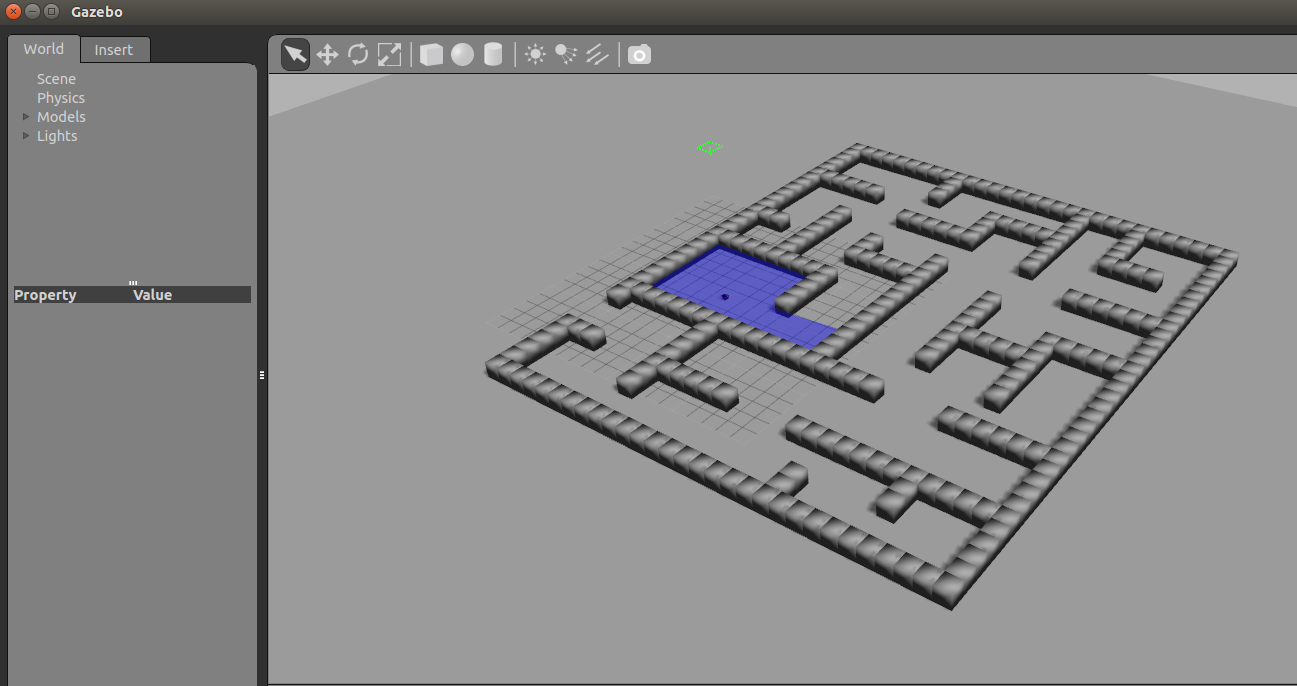 Gazebo
World Insert
Scene
Physics
Models
Lights
Property Value